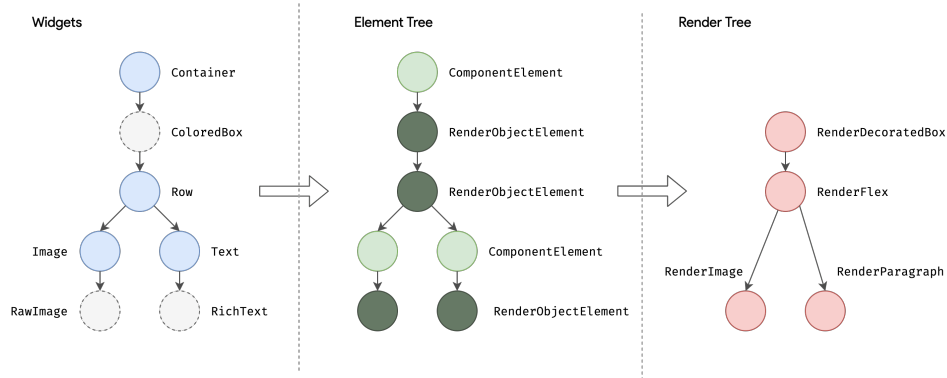 Widgets
Element Tree
Render Tree
Container
ComponentElement
ColoredBox
RenderObjectElement
RenderDecoratedBox
Row
RenderObjectElement
RenderFlex
Image
Text
ComponentElement
RenderImage
RenderParagraph
RawImage
RichText
RenderObjectElement